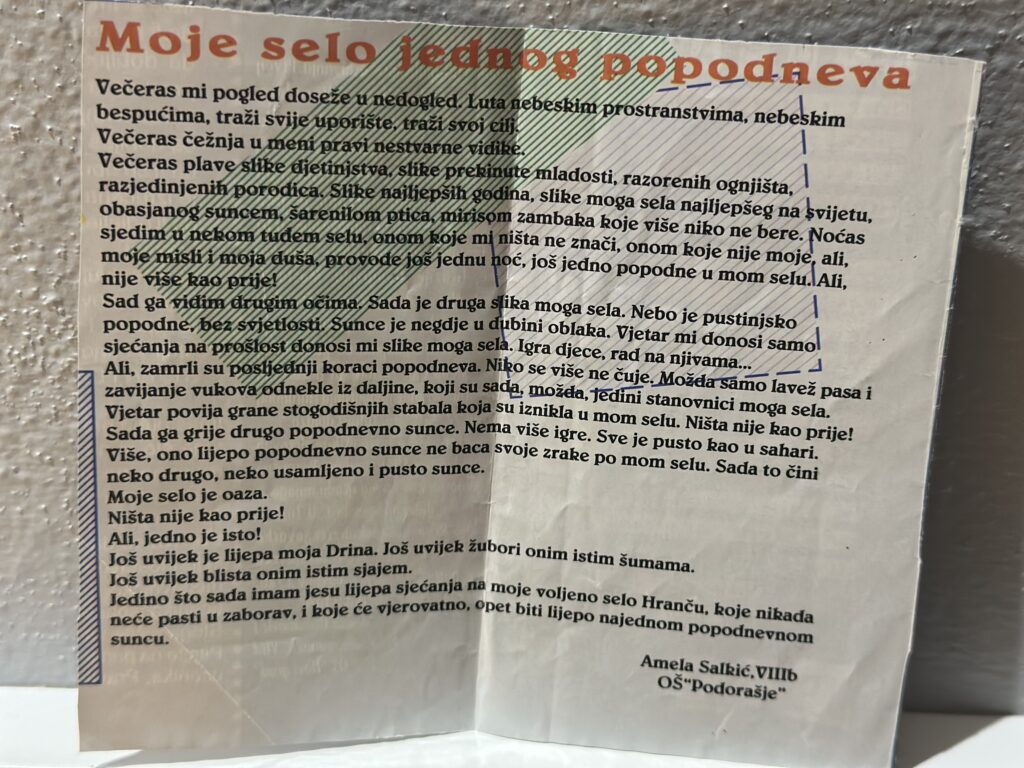 Moje selo jednog popodneva
Večeras mi pogled doseže u nedogled. Luta nebeskim prostranstvima, nebeskim
bespućima, traži svije uporište, traži svoj cilj.
Večeras čežnja u meni pravi nestvarne vidike.
Večeras plave slike djetinjstva, slike prekinute mladosti, razorenih ognjišta,
razjedinjenih porodica. Slike najljepših godina, slike moga sela najljepšeg na svijetu,
obasjanog suncem, šarenilom ptica, mirisom zambaka koje više niko ne bere. Noćas
sjedim u nekom tuđem selu, onom koje mi ništa ne znači, onom koje nije moje, ali,
moje misli i moja duša, provode još jednu noć, još jedno popodne u mom selu. Ali,
nije više kao prije!
Sad ga vidim drugim očima. Sada je druga slika moga sela. Nebo je pustinjsko
popodne, bez svjetlosti. Sunce je negdje u dubini oblaka. Vjetar mi donosi samo
sjećanja na prošlost donosi mi slike moga sela. Igra djece, rad na njivama...
Ali, zamrli su posljednji koraci popodneva. Niko se više ne čuje. Možda samo lavež pasa i
zavijanje vukova odnekle iz daljine, koji su sada, možda, jedini stanovnici moga sela.
Vjetar povija grane stogodišnjih stabala koja su iznikla u mom selu. Ništa nije kao prije!
Sada ga grije drugo popodnevno sunce. Nema više igre. Sve je pusto kao u sahari.
Više, ono lijepo popodnevno sunce ne baca svoje zrake po mom selu. Sada to čini
neko drugo, neko usamljeno i pusto sunce.
Moje selo je oaza.
Ništa nije kao prije!
Ali, jedno je isto!
Još uvijek je lijepa moja Drina. Još uvijek žubori onim istim šumama.
Još uvijek blista onim istim sjajem.
Jedino što sada imam jesu lijepa sjećanja na moje voljeno selo Hranču, koje nikada
neće pasti u zaborav, i koje će vjerovatno, opet biti lijepo najednom popodnevnom
suncu.
Amela Salkić,VIIIb
OŠ"Podorašje"